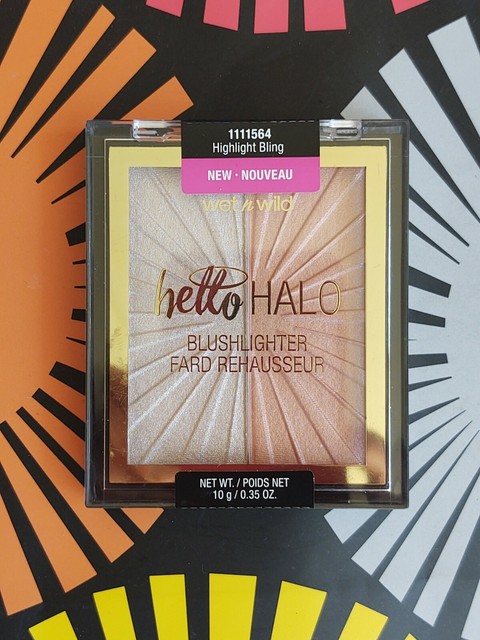 1111564
Highlight Bling
NEW · NOUVEAU
wet n wild
hello HALO
BLUSHLIGHTER
FARD REHAUSSEUR
NET WT. / POIDS NET
10 g / 0.35 OZ.